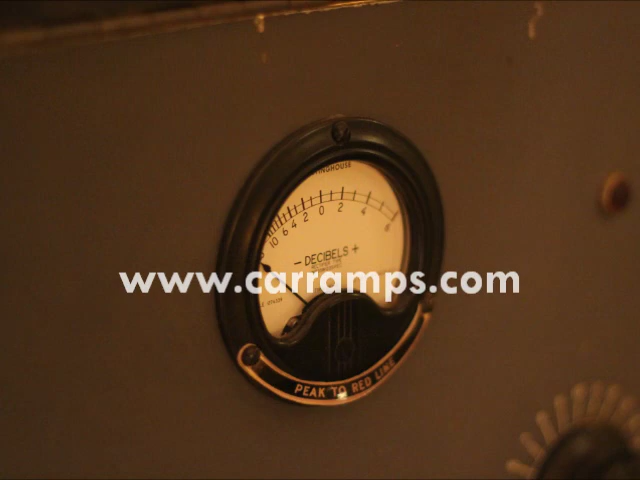 10 6 4 2 0 2 4 6
- DECIBELS +
www.carramps.com
PEAK TO RED LINE